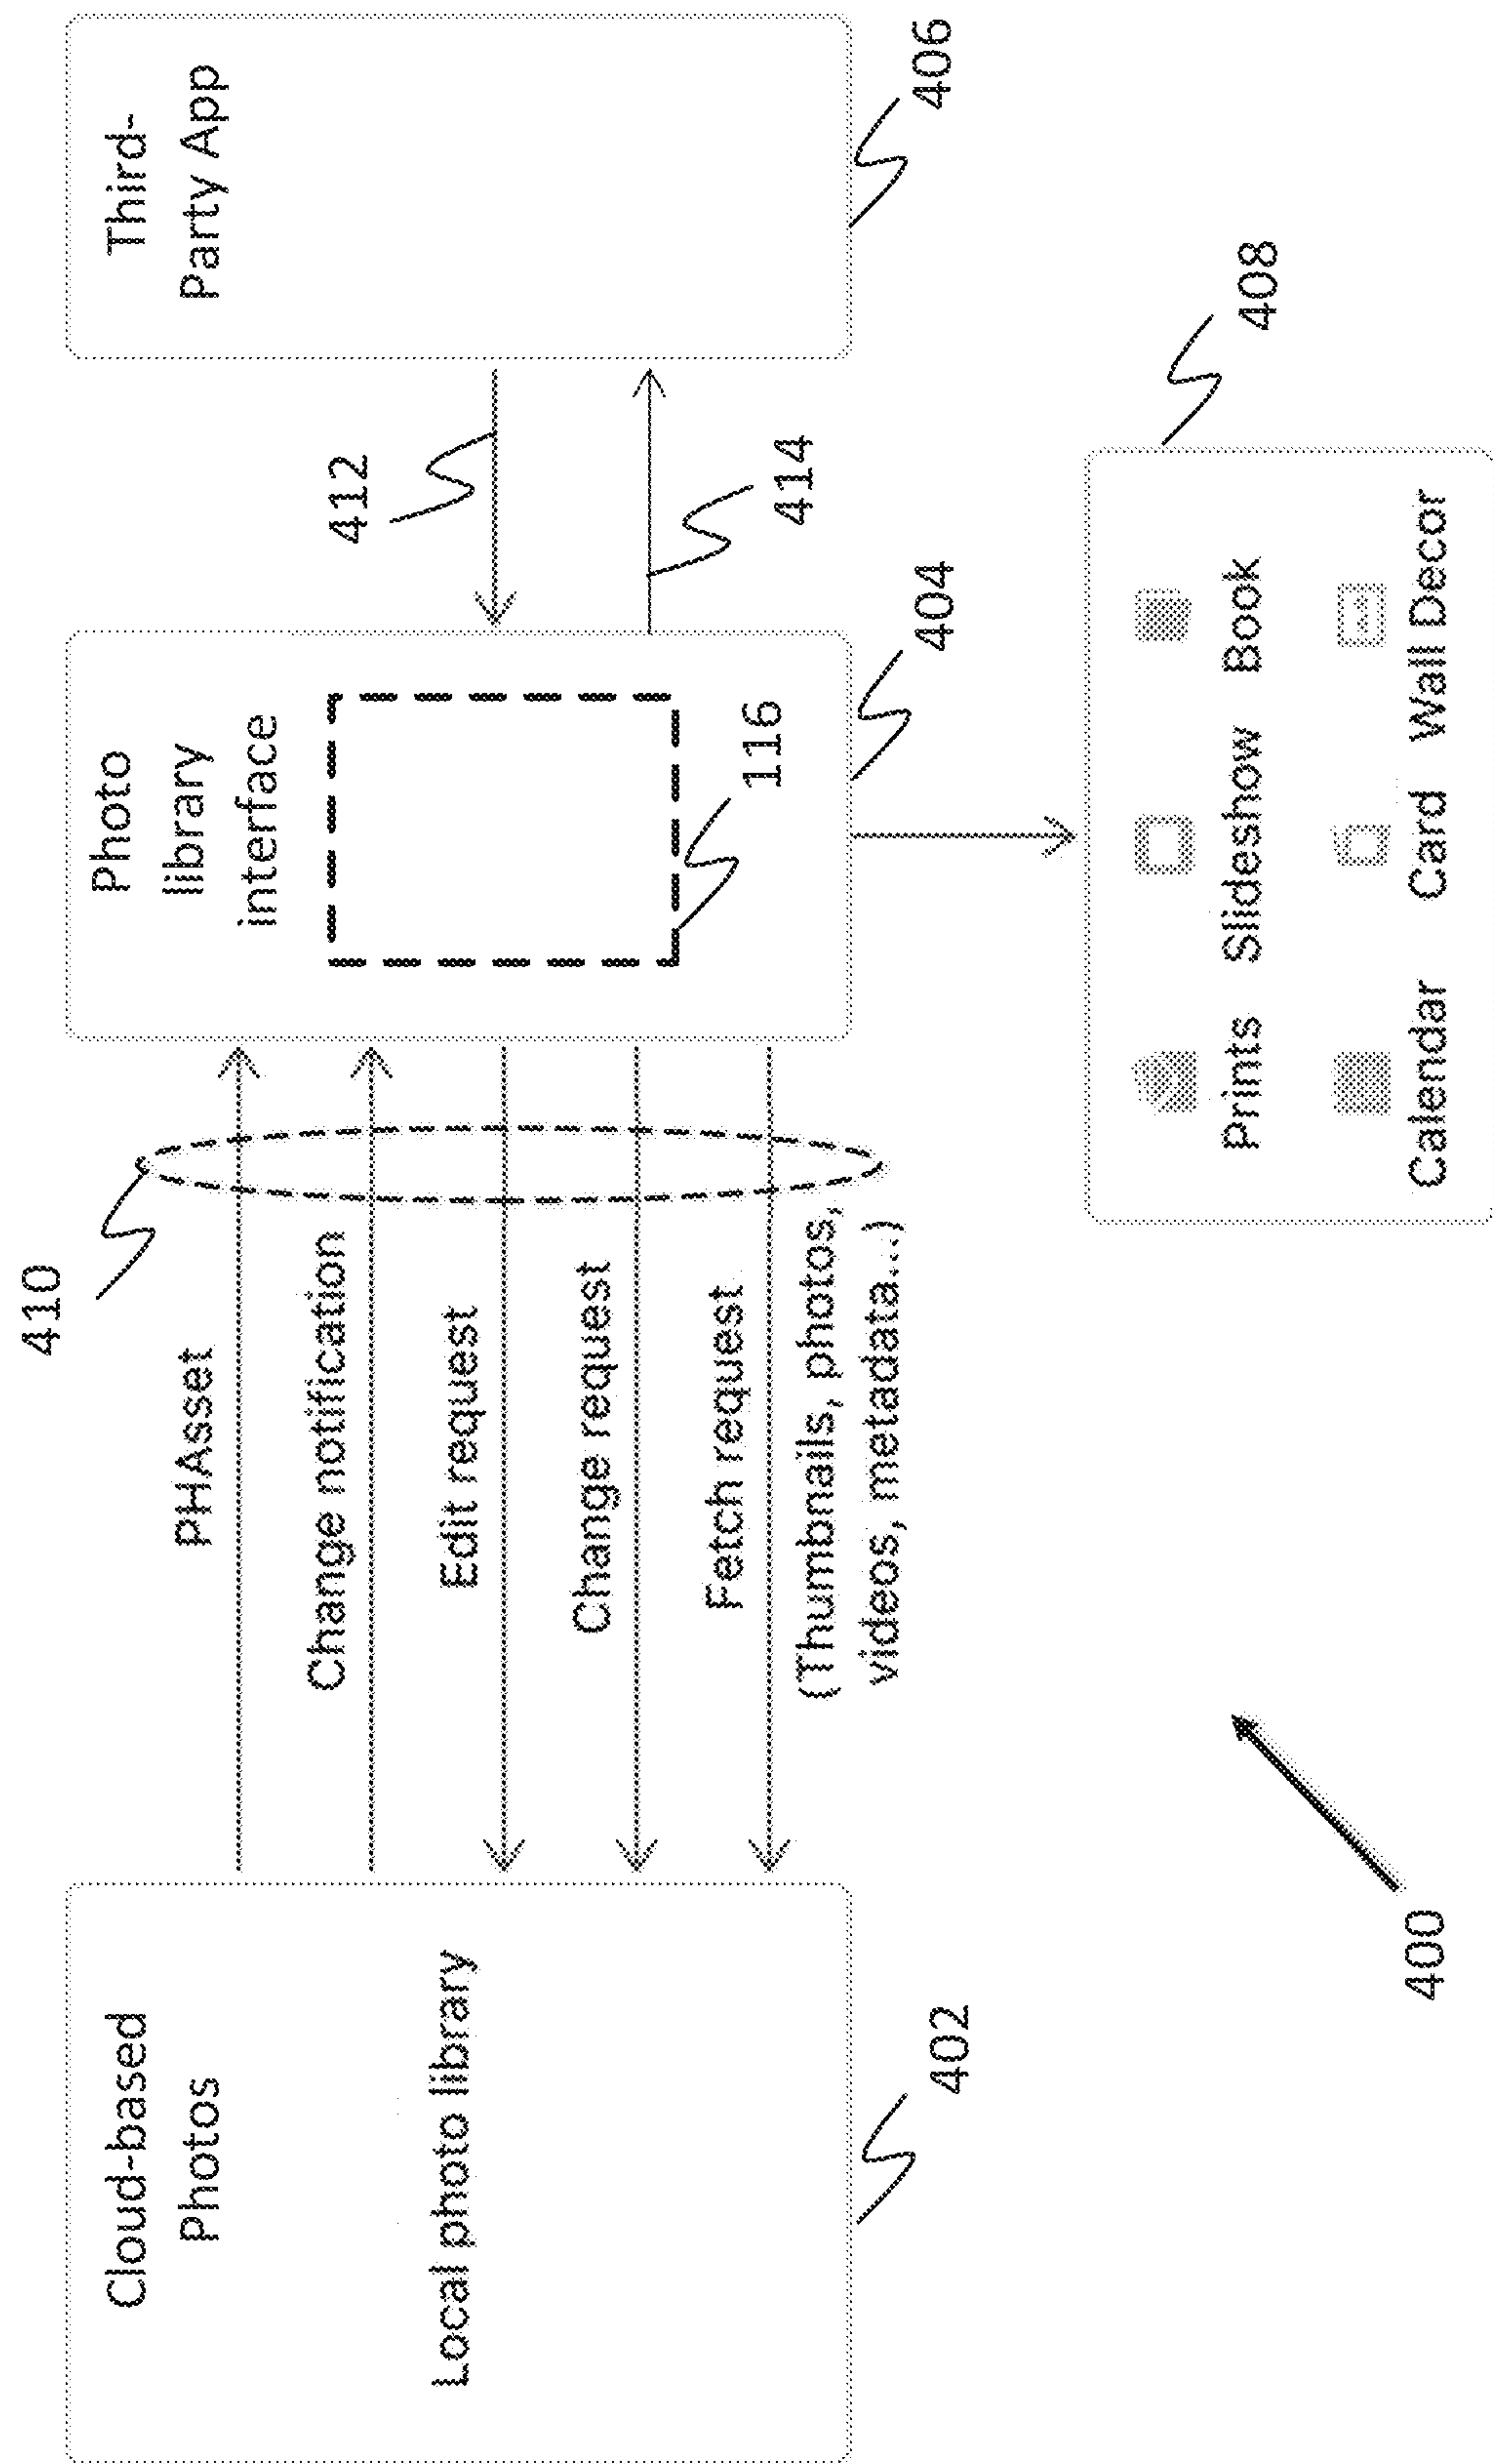 Cloud-based
Photos
Local photo library
402
410
PHAsset
Change notification
Edit request
Change request
Fetch request
(Thumbnails, photos,
videos, metadata...)
Photo
library
interface
116
404
412
414
Third-
Party App
406
Prints Slideshow Book
Calendar Card Wall Decor
408
400